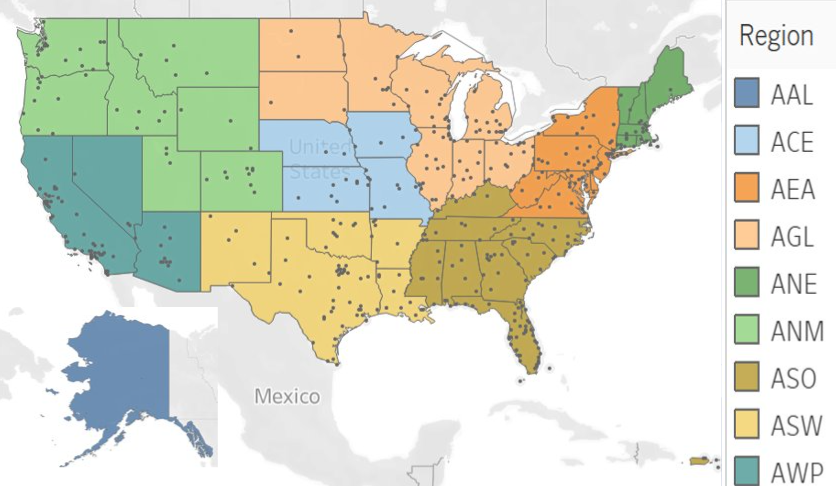 Region
AAL
ACE
AEA
AGL
ANE
ANM
ASO
ASW
AWP
United
States
Mexico